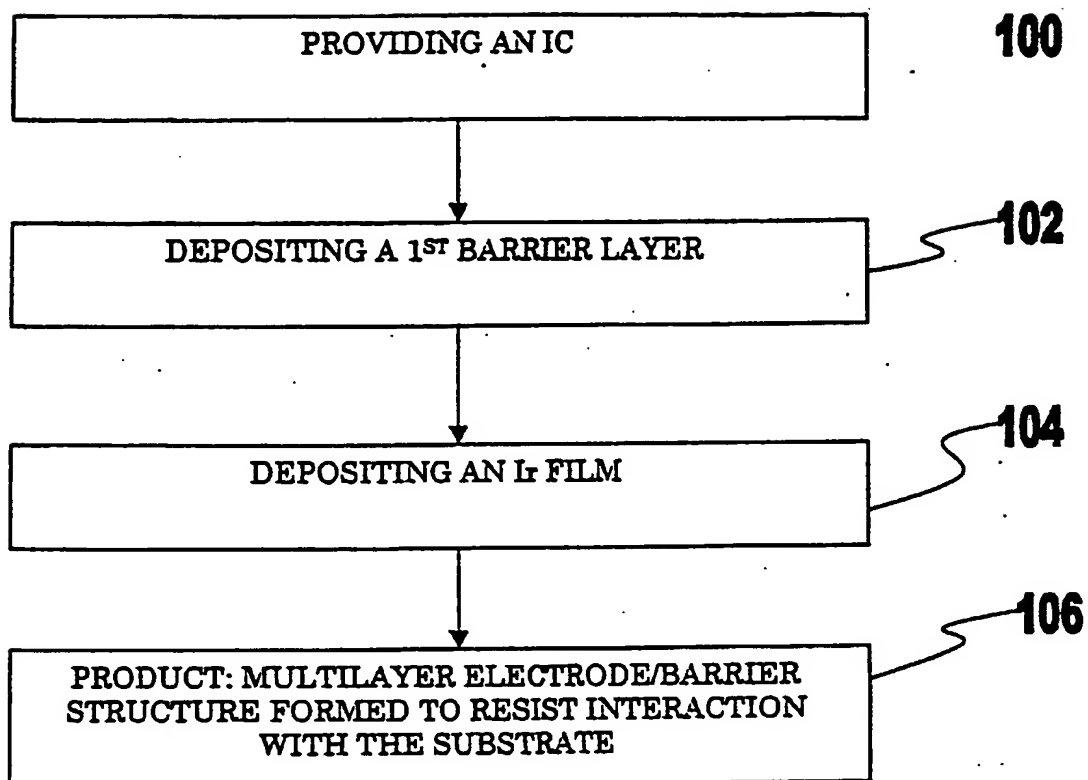 PROVIDING AN IC
100
DEPOSITING A 1ST BARRIER LAYER
102
DEPOSITING AN Ir FILM
104
PRODUCT: MULTILAYER ELECTRODE/BARRIER
STRUCTURE FORMED TO RESIST INTERACTION
WITH THE SUBSTRATE
106